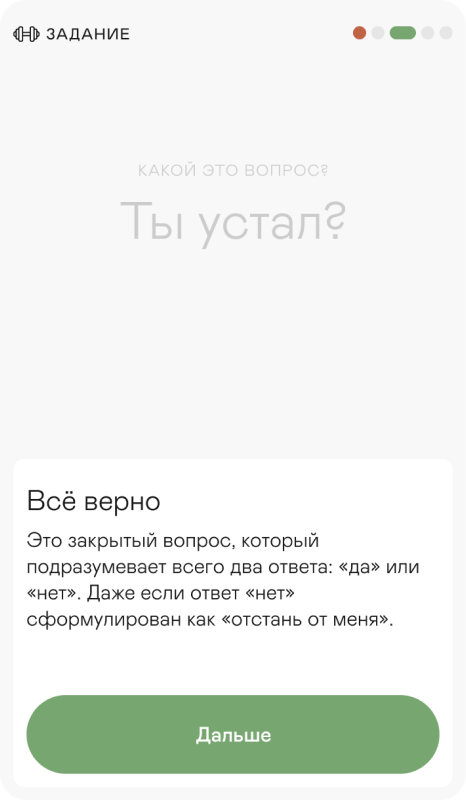 ЗАДАНИЕ
КАКОЙ ЭТО ВОПРОС?
Ты устал?
Всё верно
Это закрытый вопрос, который
подразумевает всего два ответа: «да» или
«нет». Даже если ответ «нет»
сформулирован как «отстань от меня».
Дальше